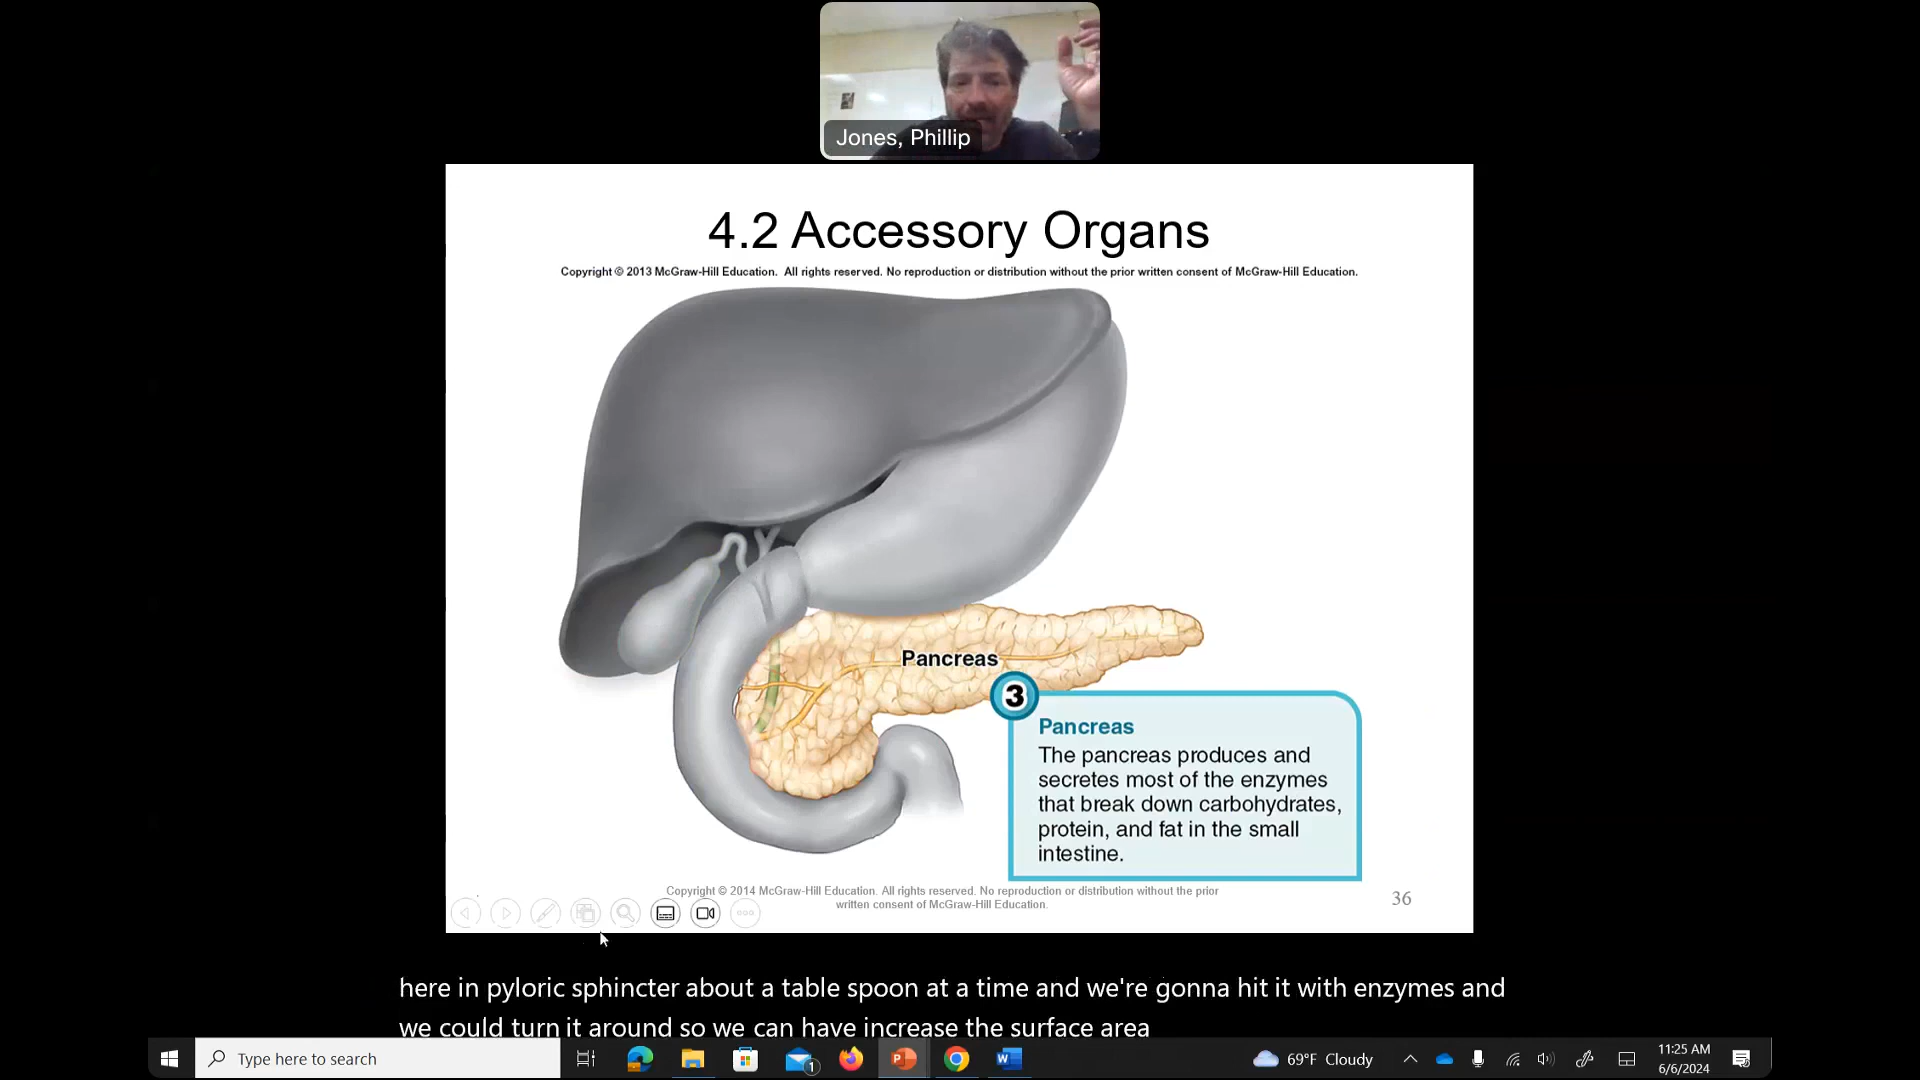 Jones, Phillip
4.2 Accessory Organs
Copyright © 2013 McGraw-Hill Education. All rights reserved. No reproduction or distribution without the prior written consent of McGraw-Hill Education.
Pancreas
3
Pancreas
The pancreas produces and
secretes most of the enzymes
that break down carbohydrates,
protein, and fat in the small
intestine.
Copyright © 2014 McGraw-Hill Education. All rights reserved. No reproduction or distribution without the prior
written consent of McGraw-Hill Education.
36
here in pyloric sphincter about a table spoon at a time and we're gonna hit it with enzymes and
we could turn it around so we can have increase the surface area
Type here to search
1
69°F Cloudy
11:25 AM
6/6/2024